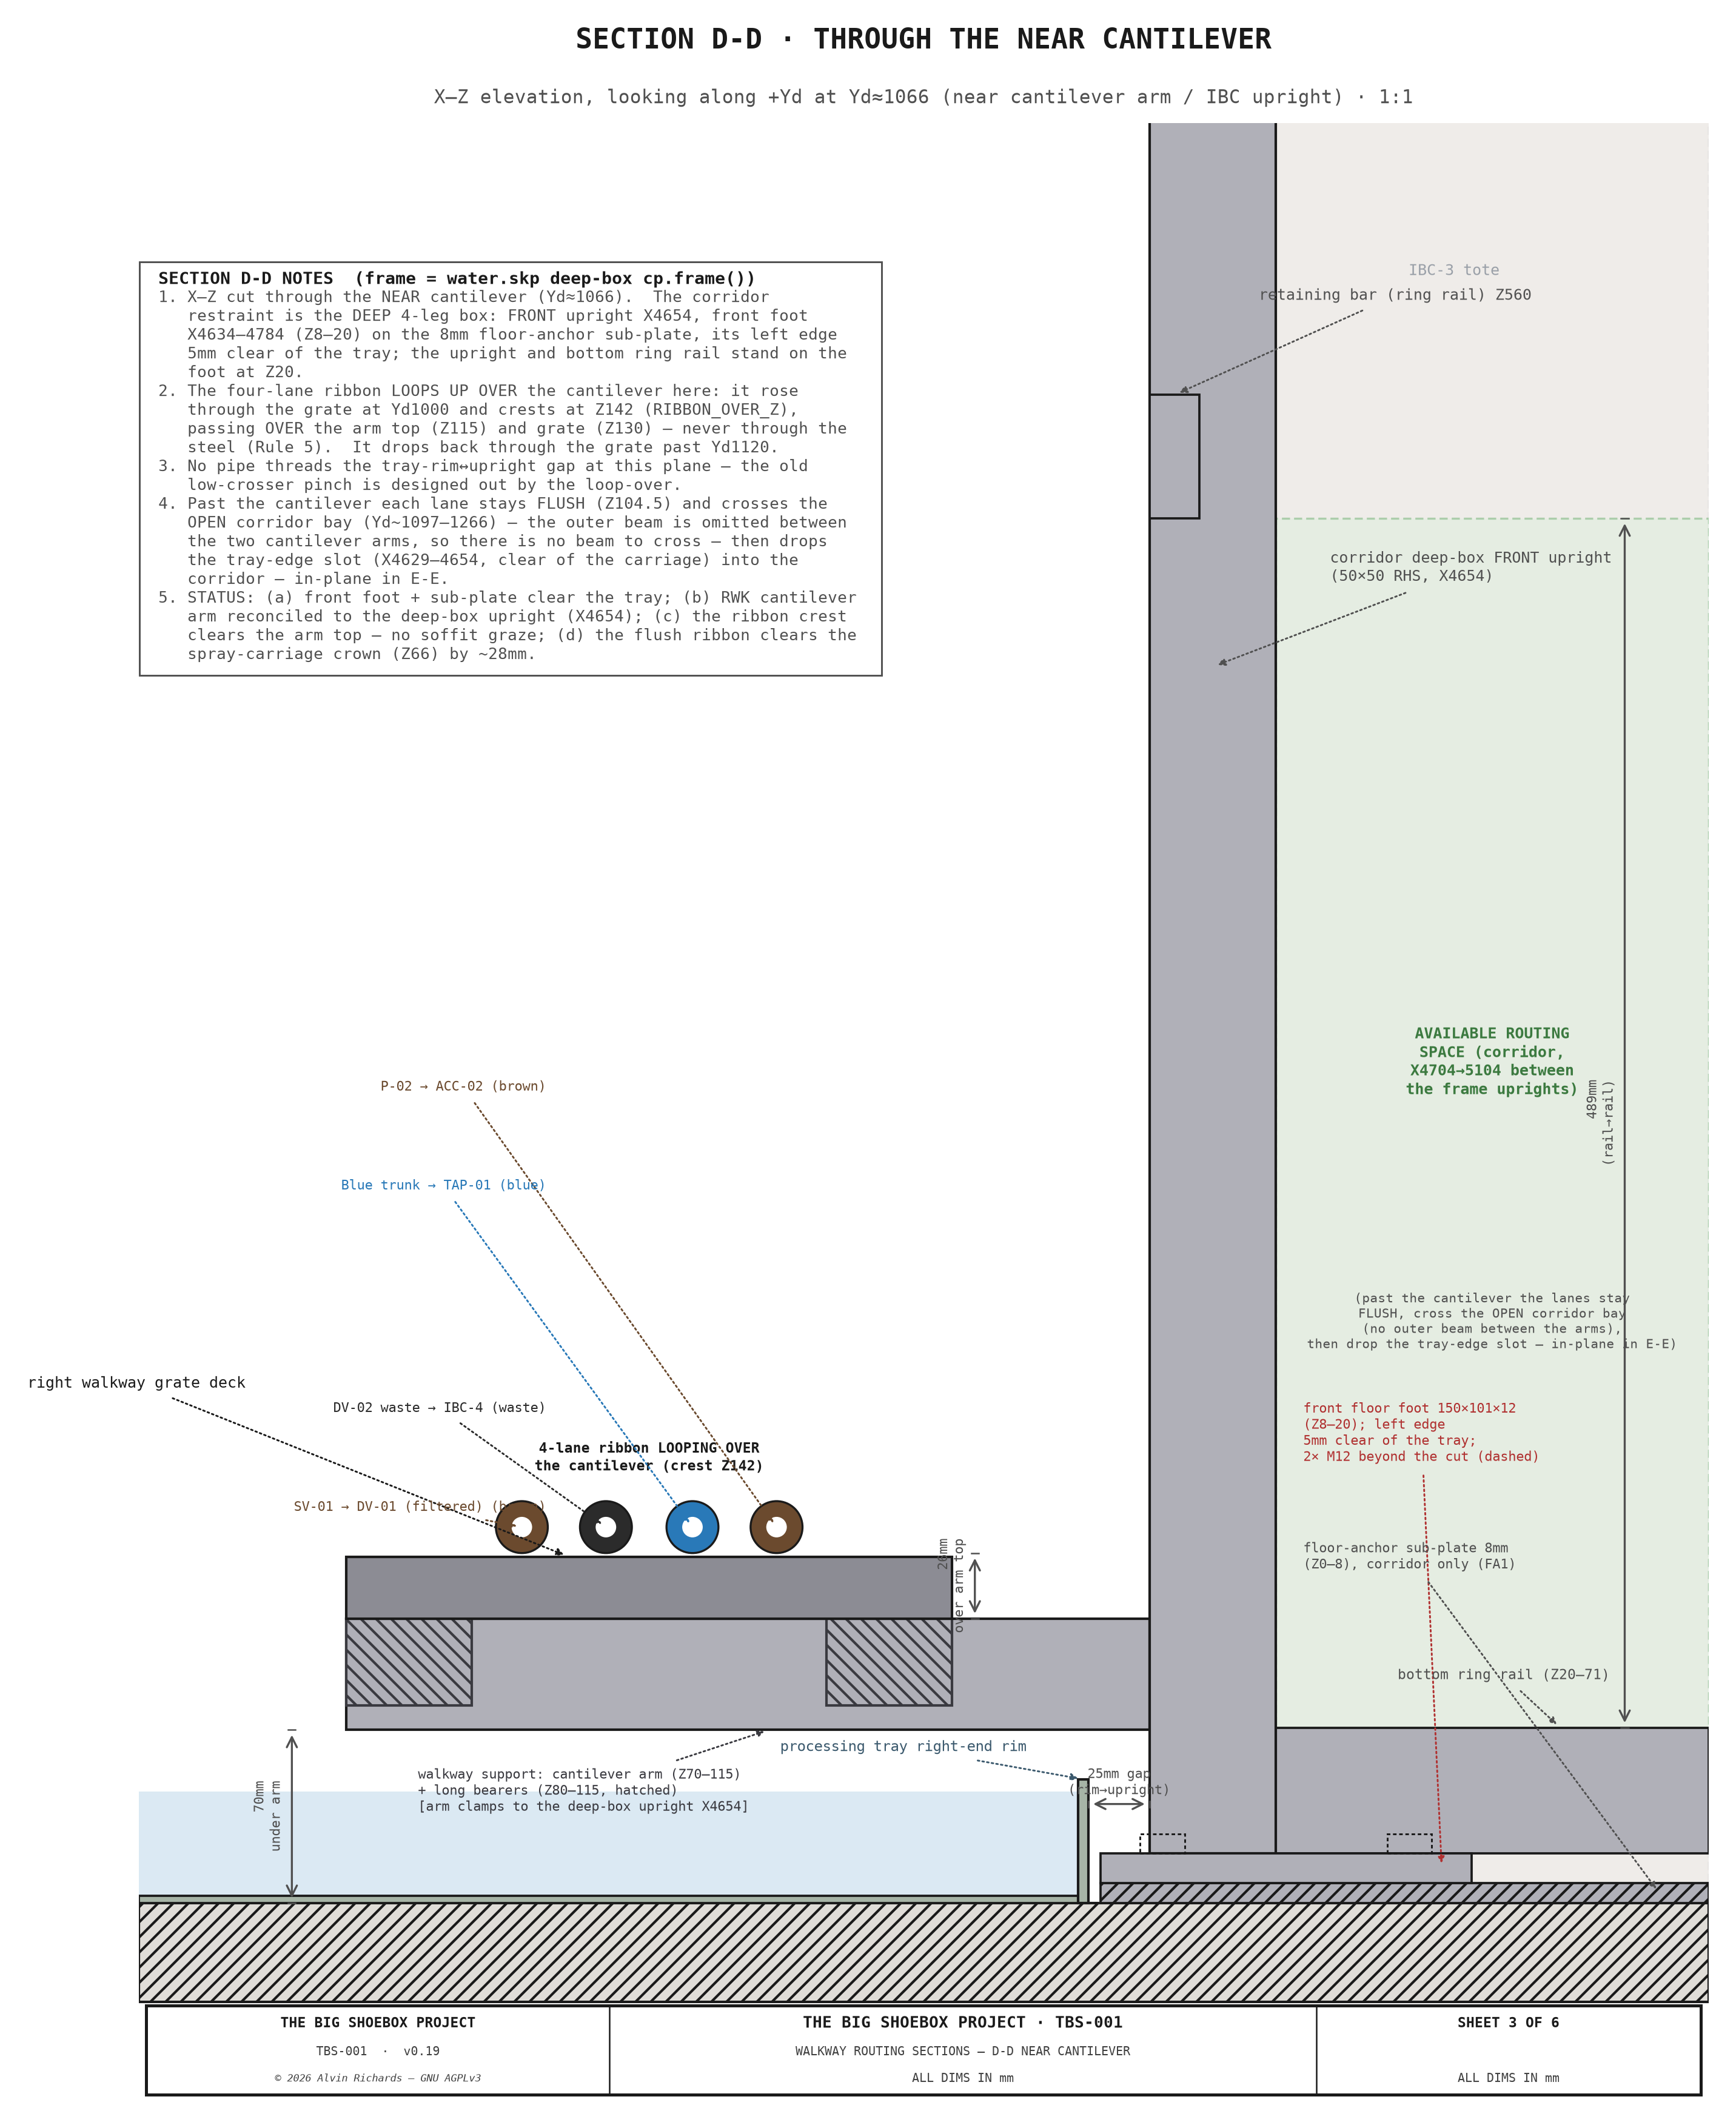 SECTION D-D · THROUGH THE NEAR CANTILEVER
X—Z elevation, looking along +Yd at Yd≈1066 (near cantilever arm / IBC upright) · 1:1
SECTION D-D NOTES  (frame = water.skp deep-box cp.frame())
1. X—Z cut through the NEAR cantilever (Yd≈1066).  The corridor
restraint is the DEEP 4-leg box: FRONT upright X4654, front foot
X4634—4784 (Z8—20) on the 8mm floor-anchor sub-plate, its left edge
5mm clear of the tray; the upright and bottom ring rail stand on the
foot at Z20.
2. The four-lane ribbon LOOPS UP OVER the cantilever here: it rose
through the grate at Yd1000 and crests at Z142 (RIBBON_OVER_Z),
passing OVER the arm top (Z115) and grate (Z130) — never through the
steel (Rule 5).  It drops back through the grate past Yd1120.
3. No pipe threads the tray-rim↔upright gap at this plane — the old
low-crosser pinch is designed out by the loop-over.
4. Past the cantilever each lane stays FLUSH (Z104.5) and crosses the
OPEN corridor bay (Yd~1097—1266) — the outer beam is omitted between
the two cantilever arms, so there is no beam to cross — then drops
the tray-edge slot (X4629—4654, clear of the carriage) into the
corridor — in-plane in E-E.
5. STATUS: (a) front foot + sub-plate clear the tray; (b) RWK cantilever
arm reconciled to the deep-box upright (X4654); (c) the ribbon crest
clears the arm top — no soffit graze; (d) the flush ribbon clears the
spray-carriage crown (Z66) by ~28mm.
IBC-3 tote
retaining bar (ring rail) Z560
corridor deep-box FRONT upright
(50×50 RHS, X4654)
AVAILABLE ROUTING
SPACE (corridor,
X4704→5104 between
the frame uprights)
489mm
(rail→rail)
P-02 → ACC-02 (brown)
Blue trunk → TAP-01 (blue)
right walkway grate deck
DV-02 waste → IBC-4 (waste)
4-lane ribbon LOOPING OVER
the cantilever (crest Z142)
SV-01 → DV-01 (filtered)
(past the cantilever the lanes stay
FLUSH, cross the OPEN corridor bay
(no outer beam between the arms),
then drop the tray-edge slot — in-plane in E-E)
front floor foot 150×101×12
(Z8—20); left edge
5mm clear of the tray;
2× M12 beyond the cut (dashed)
26mm
over arm top
floor-anchor sub-plate 8mm
(Z0—8), corridor only (FA1)
bottom ring rail (Z20—71)
processing tray right-end rim
walkway support: cantilever arm (Z70—115)
+ long bearers (Z80—115, hatched)
[arm clamps to the deep-box upright X4654]
25mm gap
(rim→upright)
70mm
under arm
THE BIG SHOEBOX PROJECT
TBS-001  ·  v0.19
© 2026 Alvin Richards — GNU AGPLv3
THE BIG SHOEBOX PROJECT · TBS-001
WALKWAY ROUTING SECTIONS — D-D NEAR CANTILEVER
ALL DIMS IN mm
SHEET 3 OF 6
ALL DIMS IN mm